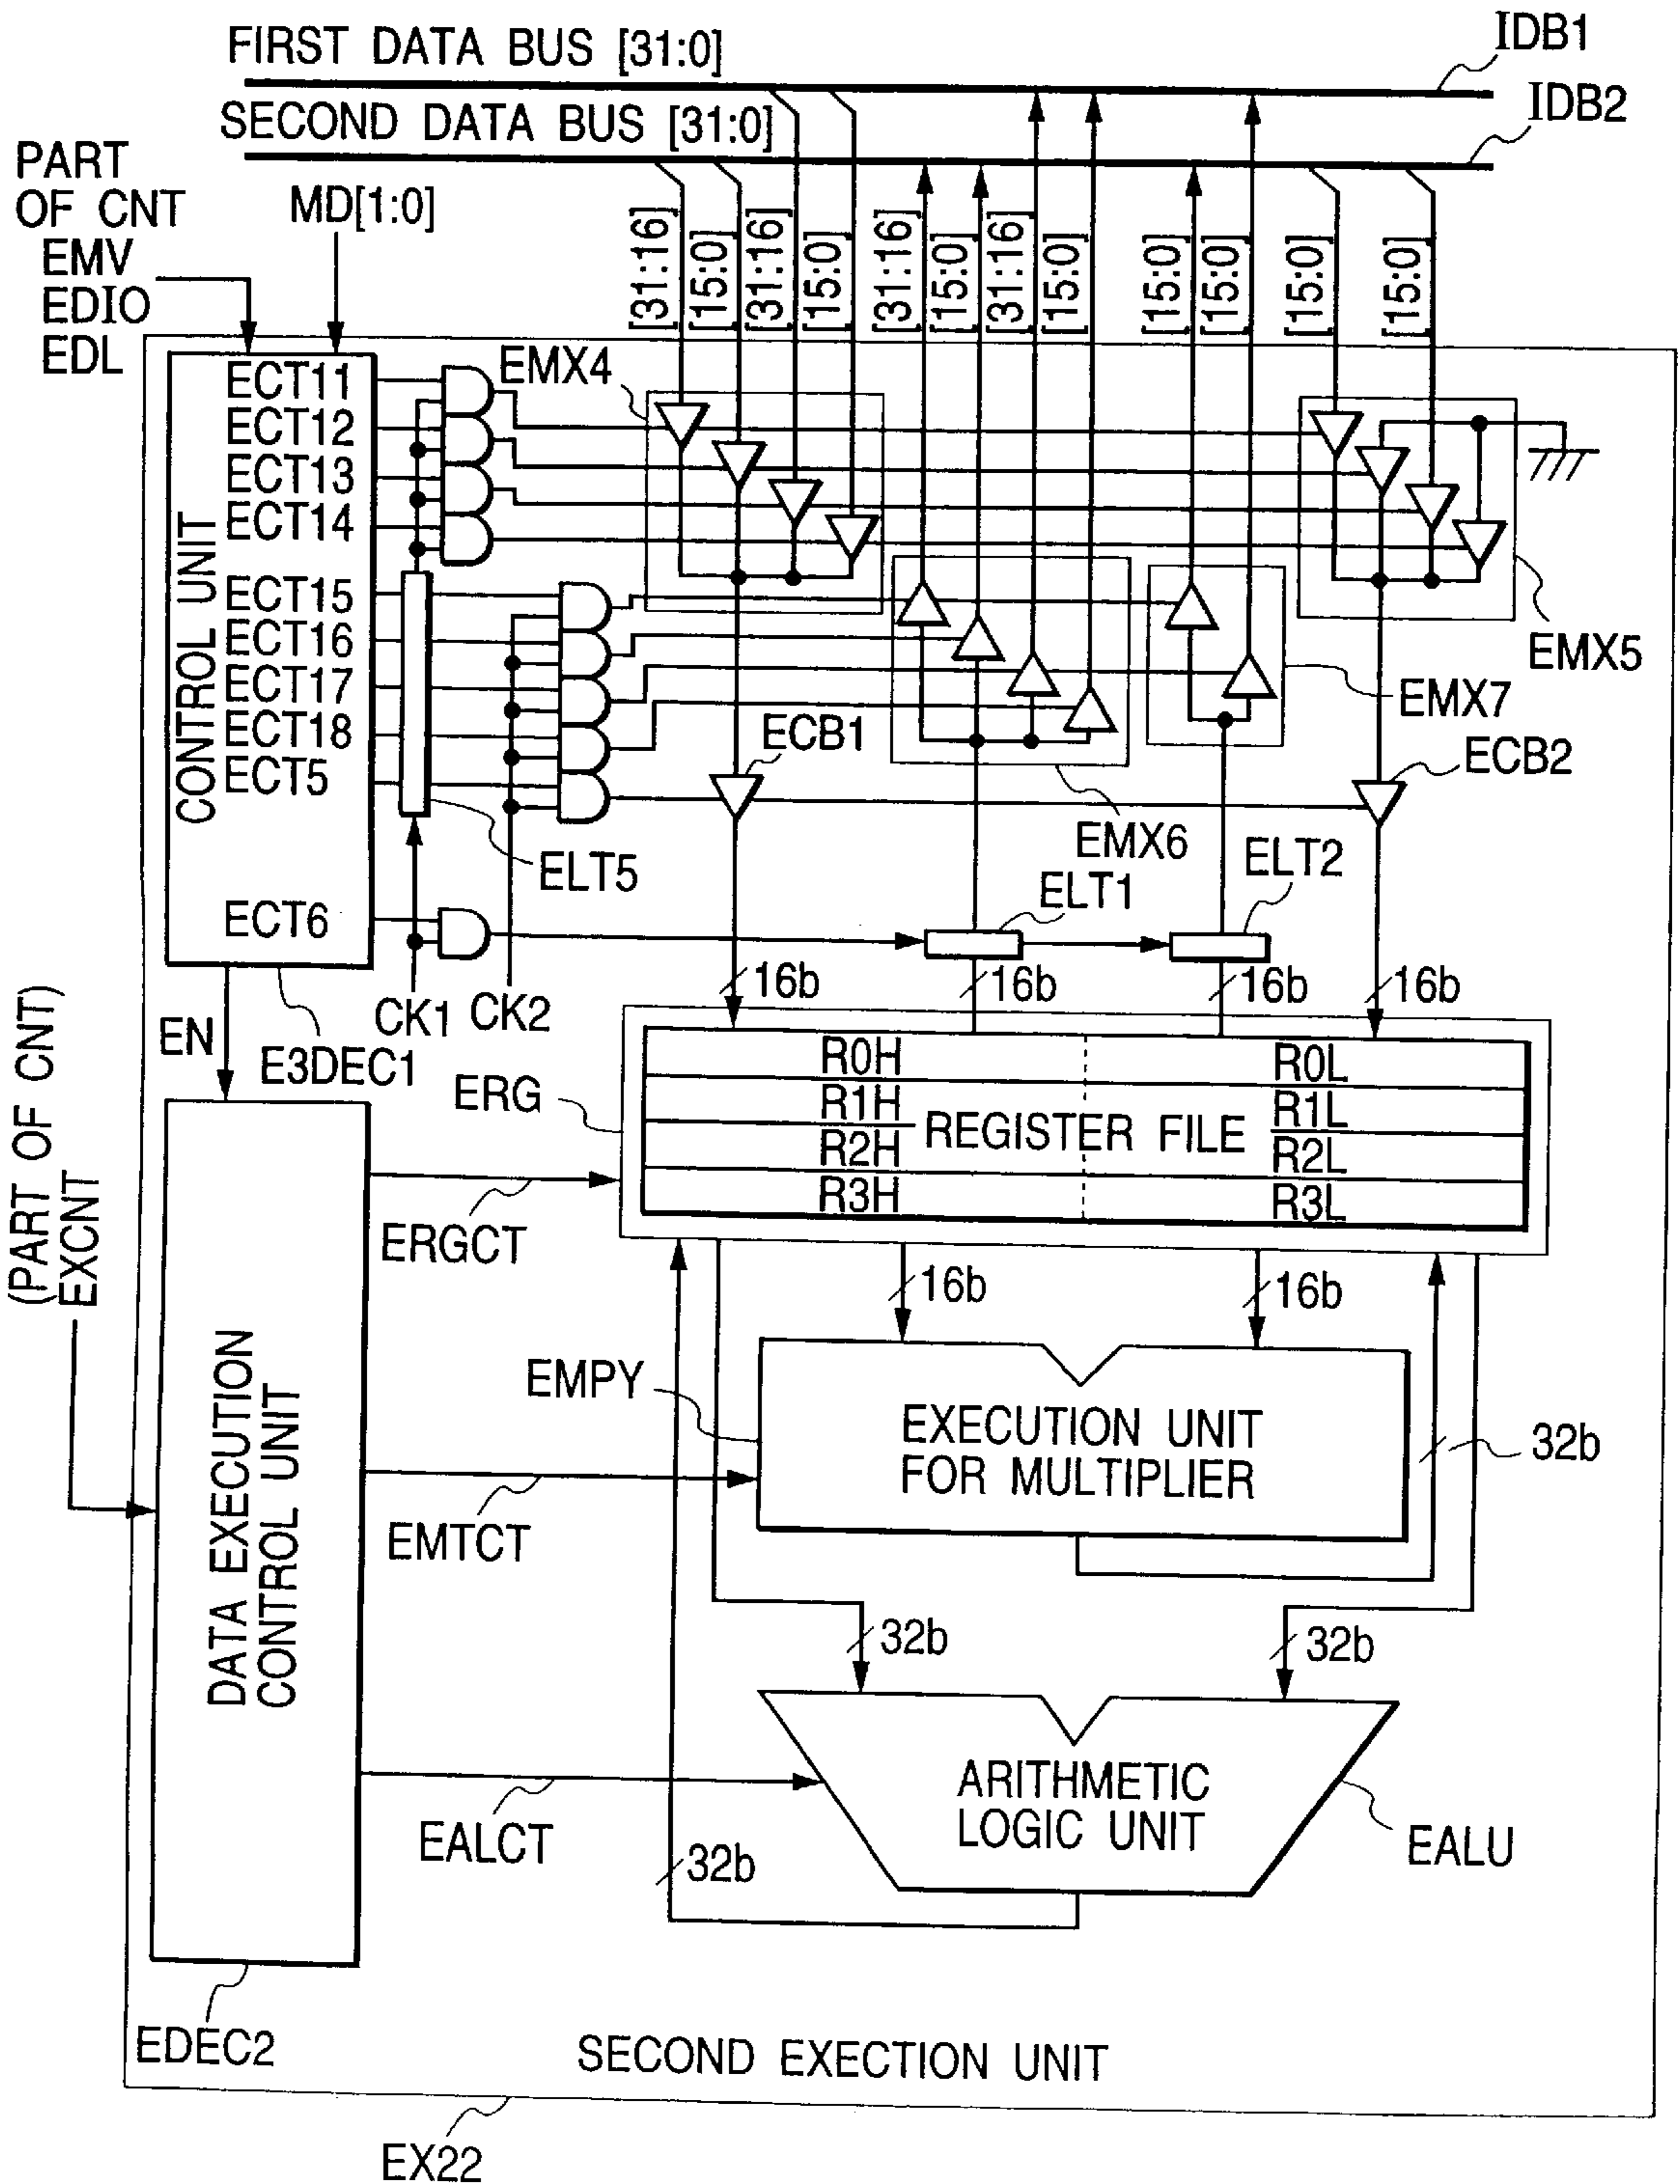 FIRST DATA BUS [31:0]
IDB1
SECOND DATA BUS [31:0]
IDB2
PART
OF CNT
EMV
EDIO
EDL
MD[1:0]
[31:16]
[15:0]
[31:16]
[15:0]
[31:16]
[15:0]
[31:16]
[15:0]
[15:0]
[15:0]
[15:0]
[15:0]
CONTROL UNIT
ECT11
ECT12
ECT13
ECT14
ECT15
ECT16
ECT17
ECT18
ECT5
ECT6
EMX4
EMX5
EMX7
ECB1
ECB2
EMX6
ELT5
ELT1
ELT2
16b
16b
16b
16b
CK1
CK2
EN
E3DEC1
ERG
R0H
R0L
R1H
R1L
REGISTER FILE
R2H
R2L
R3H
R3L
(PART OF CNT)
EXCNT
ERGCT
16b
16b
EMPY
EXECUTION UNIT
FOR MULTIPLIER
32b
DATA EXECUTION
CONTROL UNIT
EMTCT
32b
32b
ARITHMETIC
LOGIC UNIT
EALCT
EALU
32b
EDEC2
SECOND EXECTION UNIT
EX22